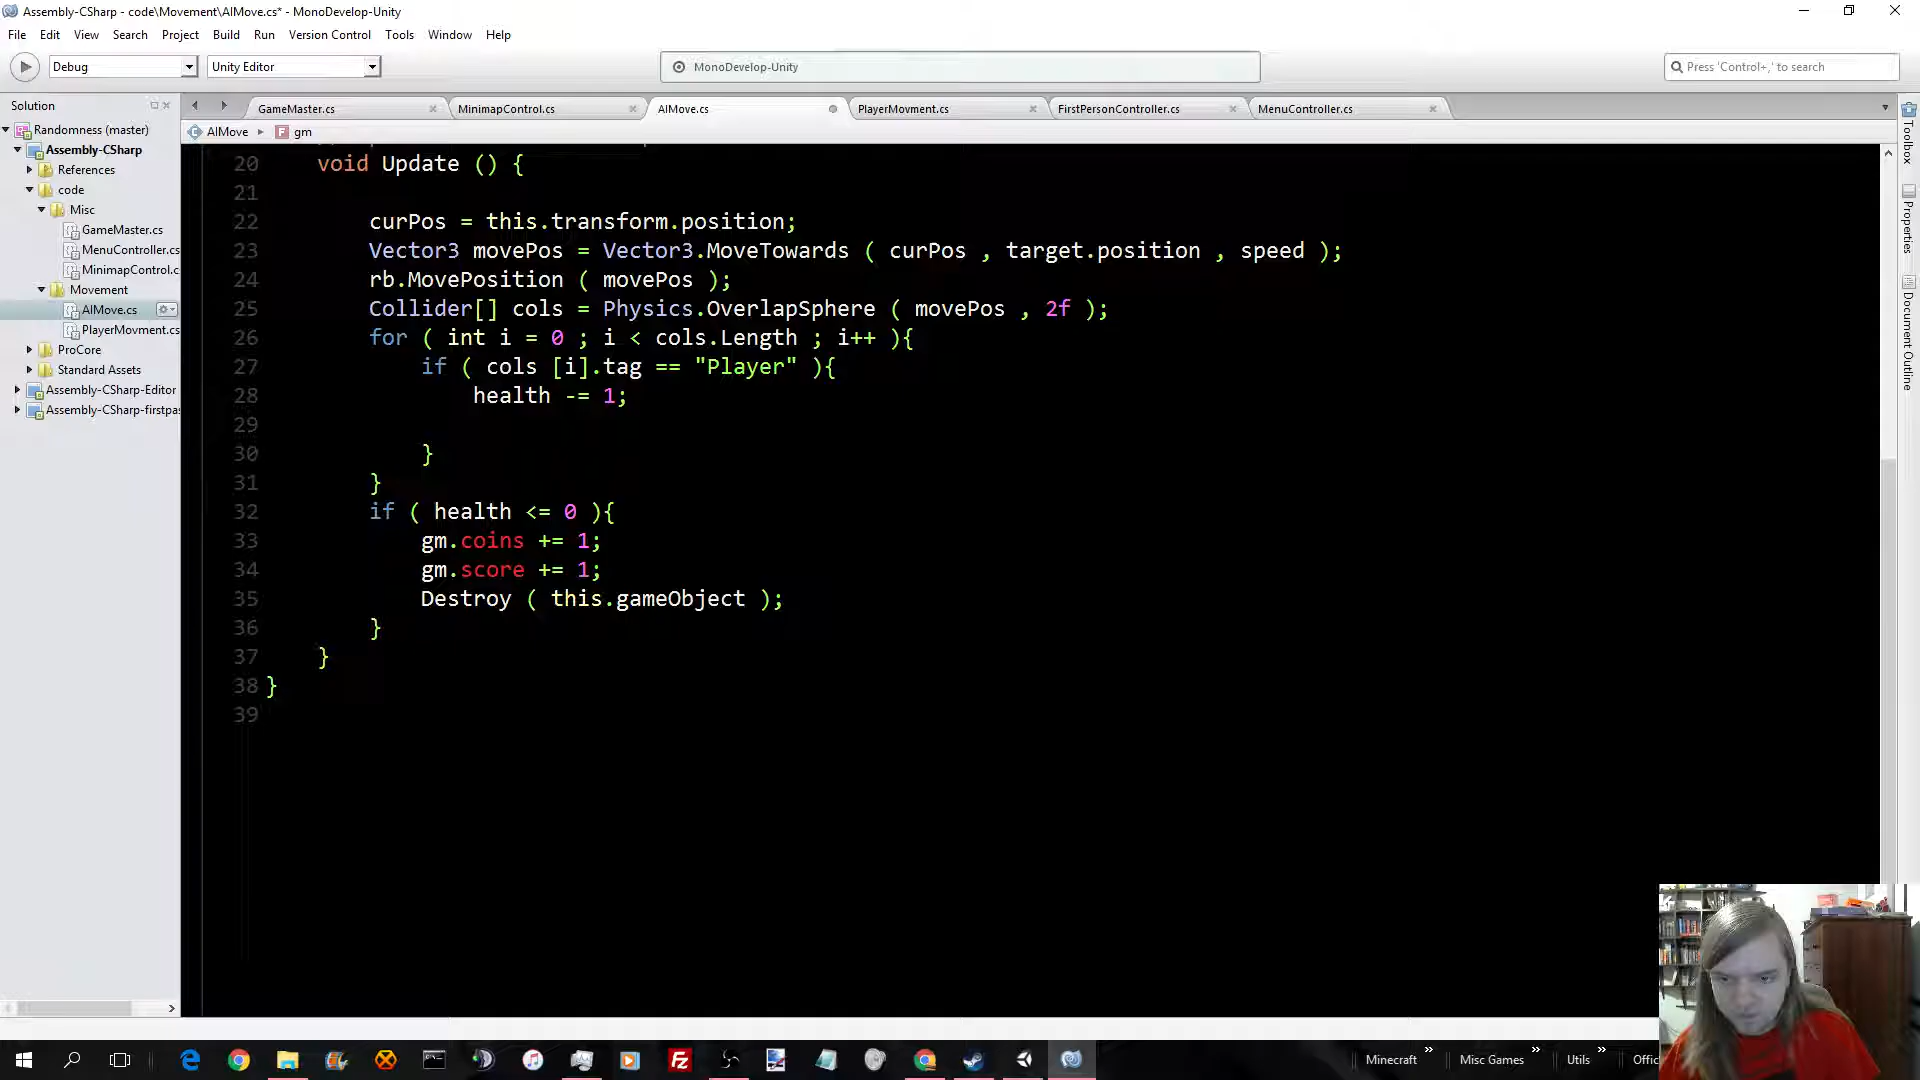 Assembly-CSharp - code\Movement\AIMove.cs* - MonoDevelop-Unity
File Edit View Search Project Build Run Version Control Tools Window Help
Debug Unity Editor MonoDevelop-Unity Press 'Control+,' to search
Solution
GameMaster.cs MinimapControl.cs AIMove.cs PlayerMovment.cs FirstPersonController.cs MenuController.cs
AIMove gm
Randomness (master)
Assembly-CSharp
References
code
Misc
GameMaster.cs
MenuController.cs
MinimapControl.c
Movement
AIMove.cs
PlayerMovment.cs
ProCore
Standard Assets
Assembly-CSharp-Editor
Assembly-CSharp-firstpas
20 void Update () {
21
22 curPos = this.transform.position;
23 Vector3 movePos = Vector3.MoveTowards ( curPos , target.position , speed );
24 rb.MovePosition ( movePos );
25 Collider[] cols = Physics.OverlapSphere ( movePos , 2f );
26 for ( int i = 0 ; i < cols.Length ; i++ ){
27 if ( cols [i].tag == "Player" ){
28 health -= 1;
29
30 }
31 }
32 if ( health <= 0 ){
33 gm.coins += 1;
34 gm.score += 1;
35 Destroy ( this.gameObject );
36 }
37 }
38 }
39
Toolbox
Properties
Document Outline
Minecraft » Misc Games » Utils » Offic